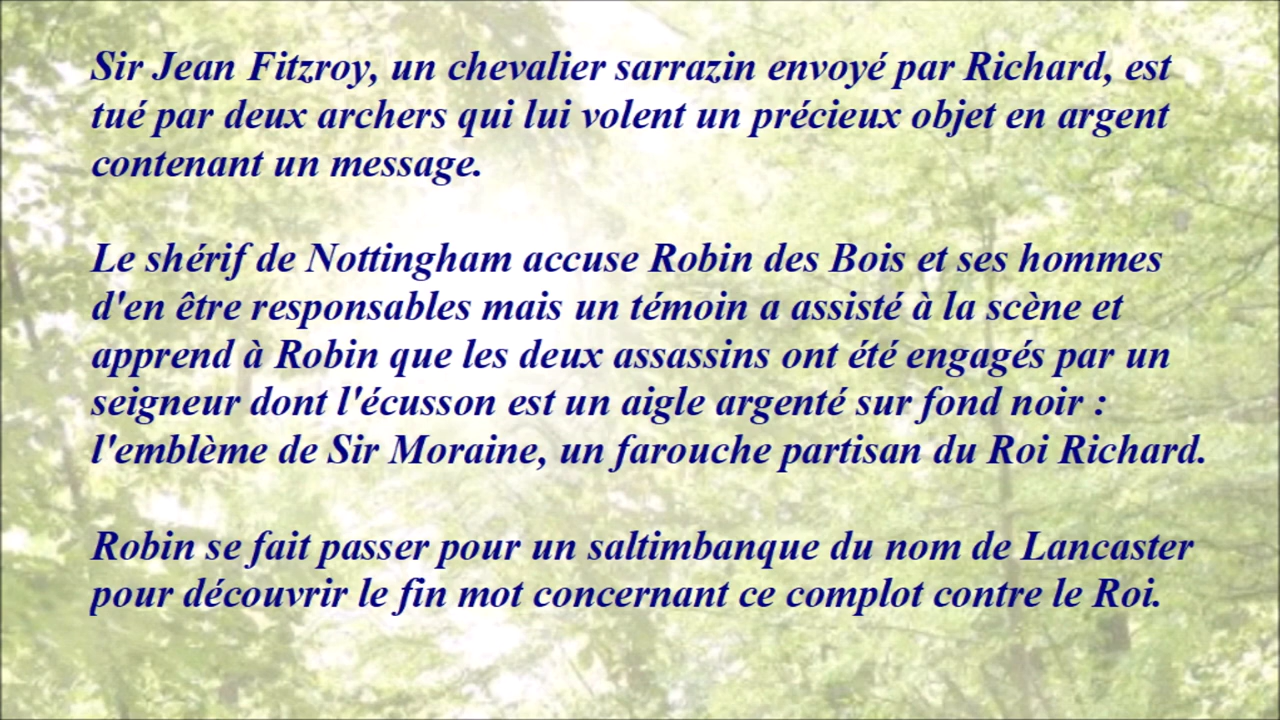 Sir Jean Fitzroy, un chevalier sarrazin envoyé par Richard, est
tué par deux archers qui lui volent un précieux objet en argent
contenant un message.
Le shérif de Nottingham accuse Robin des Bois et ses hommes
d'en être responsables mais un témoin a assisté à la scène et
apprend à Robin que les deux assassins ont été engagés par un
seigneur dont l'écusson est un aigle argenté sur fond noir :
l'emblème de Sir Moraine, un farouche partisan du Roi Richard.
Robin se fait passer pour un saltimbanque du nom de Lancaster
pour découvrir le fin mot concernant ce complot contre le Roi.